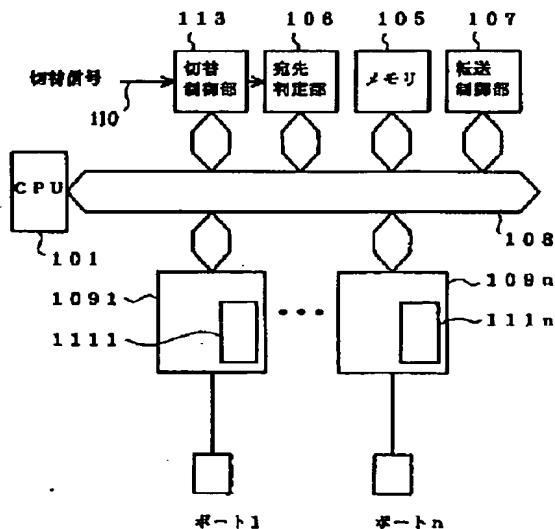 113
106
105
107
切替信号
110
切替
制御部
宛先
判定部
メモリ
転送
制御部
CPU
101
108
1091
1111
109n
111n
ポート1
ポートn